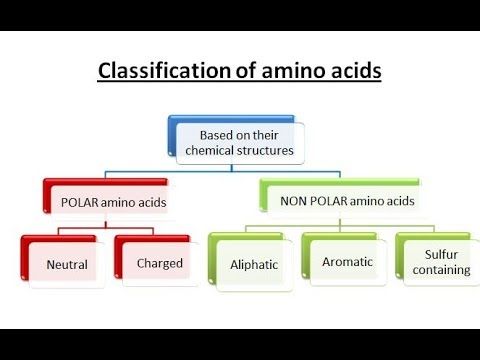 Classification of amino acids
Based on their
chemical structures
POLAR amino acids
NON POLAR amino acids
Neutral
Charged
Aliphatic
Aromatic
Sulfur
containing